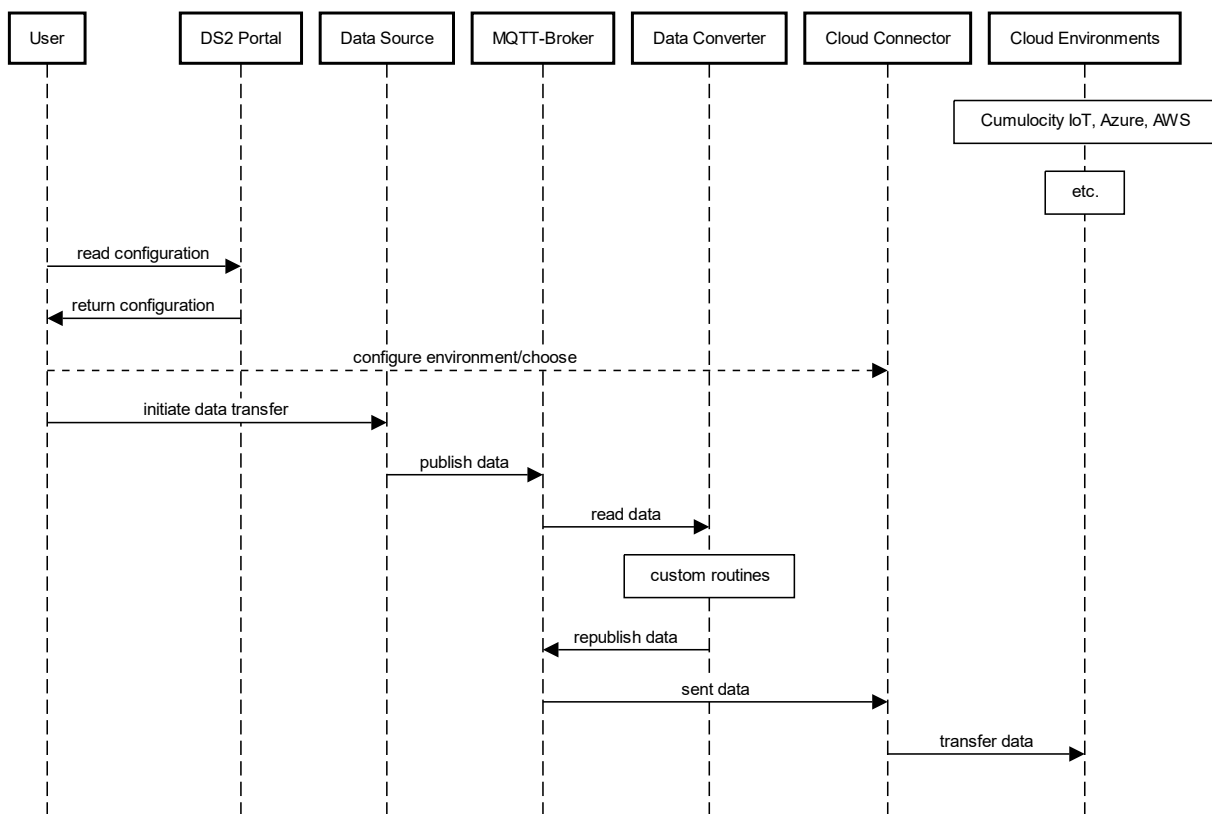 User
DS2 Portal
Data Source
MQTT-Broker
Data Converter
Cloud Connector
Cloud Environments
Cumulocity IoT, Azure, AWS
etc.
read configuration
return configuration
configure environment/choose
initiate data transfer
publish data
read data
custom routines
republish data
sent data
transfer data